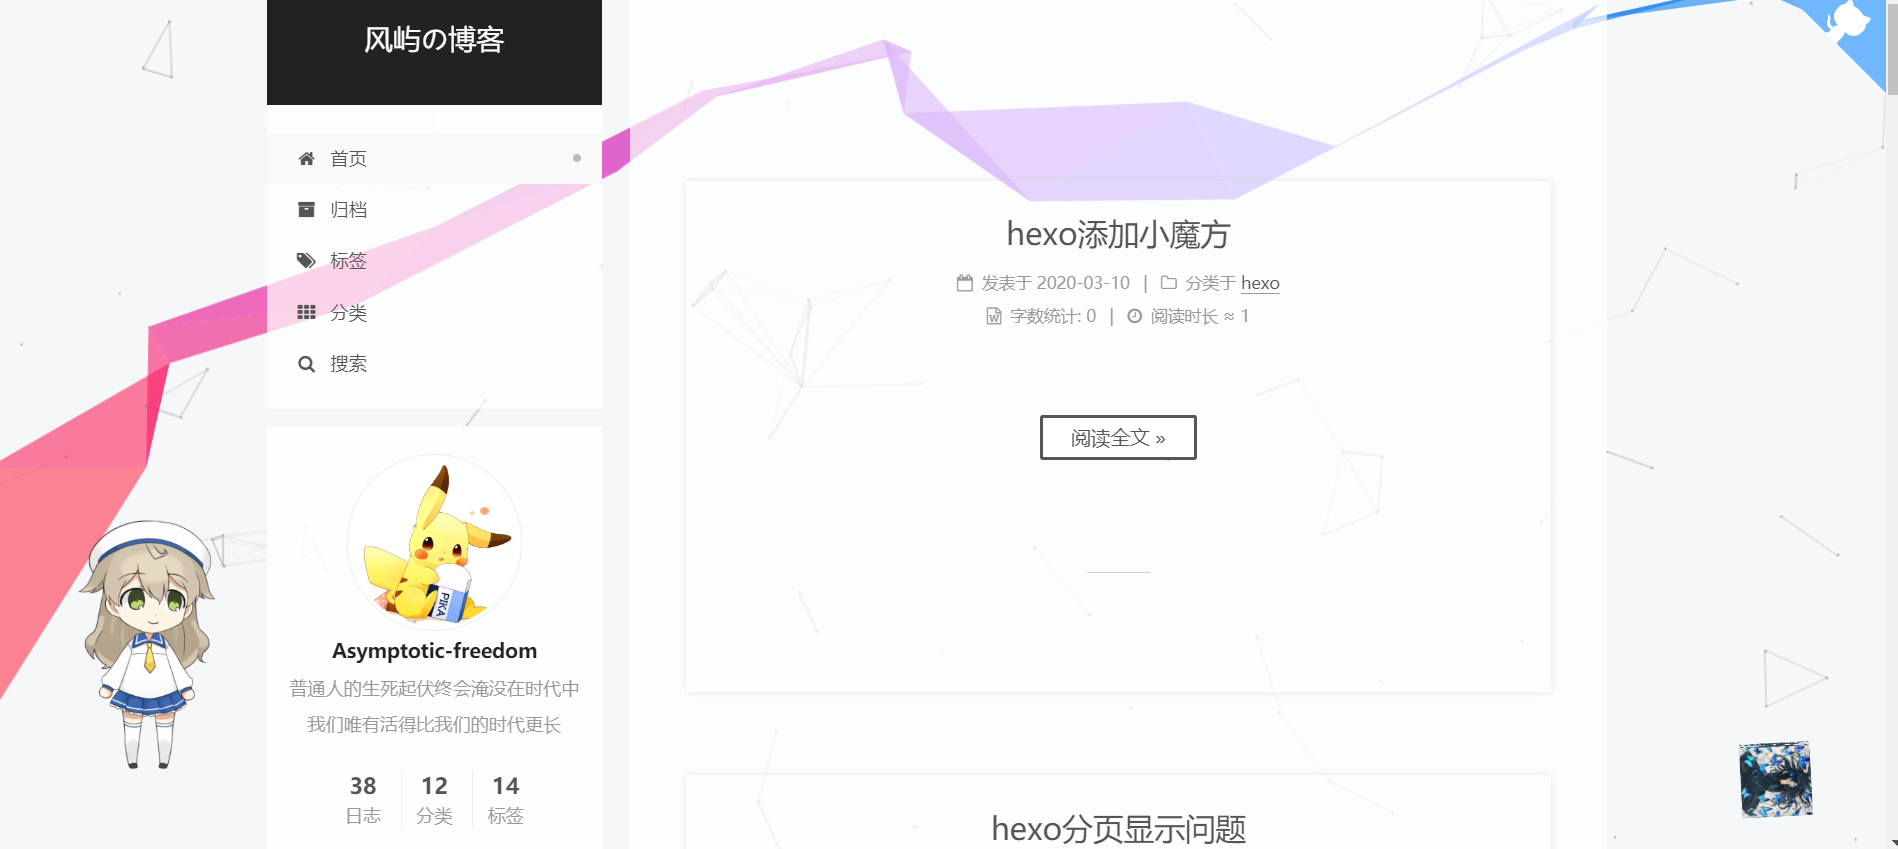 风屿の博客
首页
归档
标签
分类
搜索
PIKA
Asymptotic-freedom
普通人的生死起伏终会淹没在时代中
我们唯有活得比我们的时代更长
38 12 14
日志 分类 标签
hexo添加小魔方
发表于 2020-03-10 | 分类于 hexo
字数统计: 0 | 阅读时长 ≈ 1
阅读全文 »
hexo分页显示问题